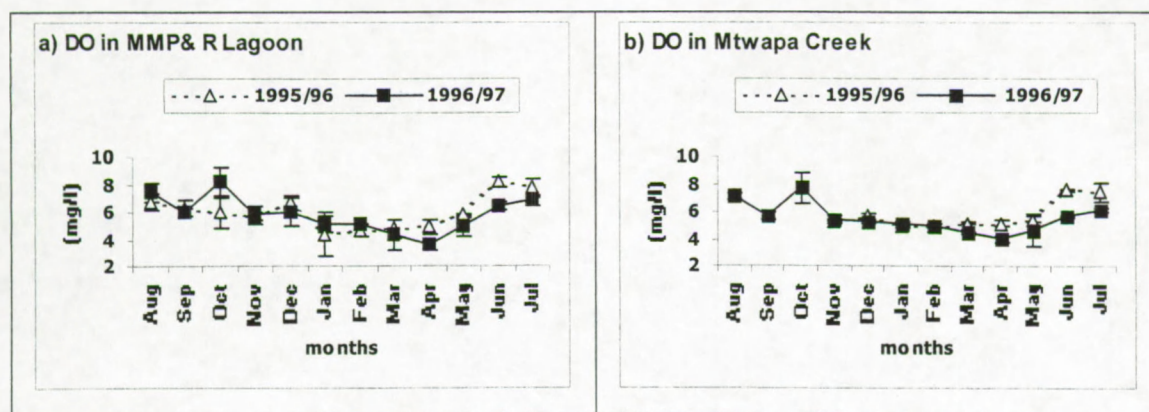 a) DO in MMP& R Lagoon
1995/96 1996/97
10
8
6
4
2
[mg/l]
Aug Sep Oct Nov Dec Jan Feb Mar Apr May Jun Jul
months
b) DO in Mtwapa Creek
1995/96 1996/97
10
8
6
4
2
[mg/l]
Aug Sep Oct Nov Dec Jan Feb Mar Apr May Jun Jul
months